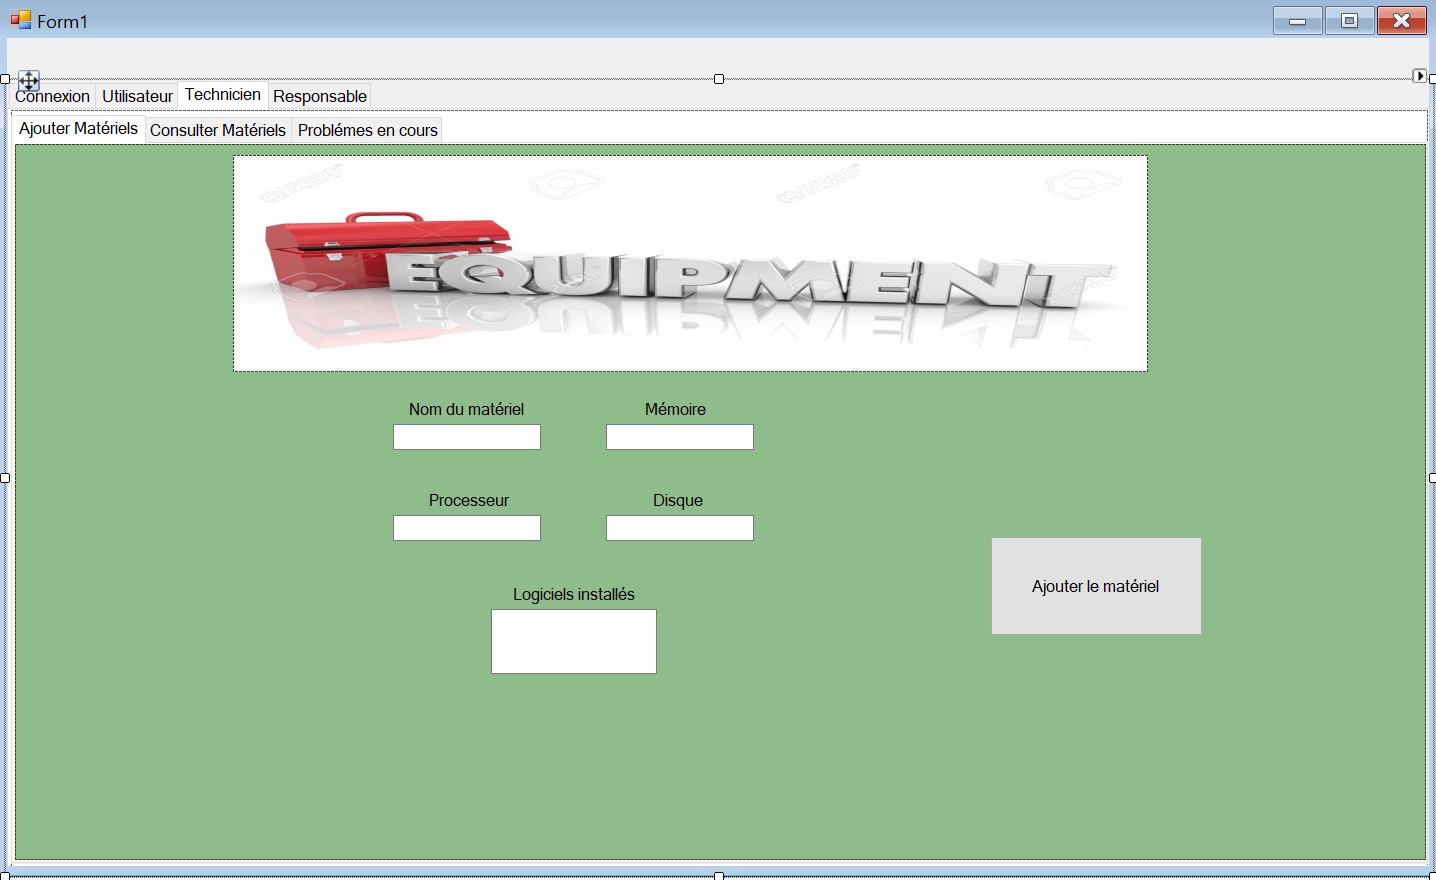 Form1
Connexion Utilisateur Technicien Responsable
Ajouter Matériels Consulter Matériels Problémes en cours
EQUIPMENT
Nom du matériel Mémoire
Processeur Disque
Logiciels installés
Ajouter le matériel